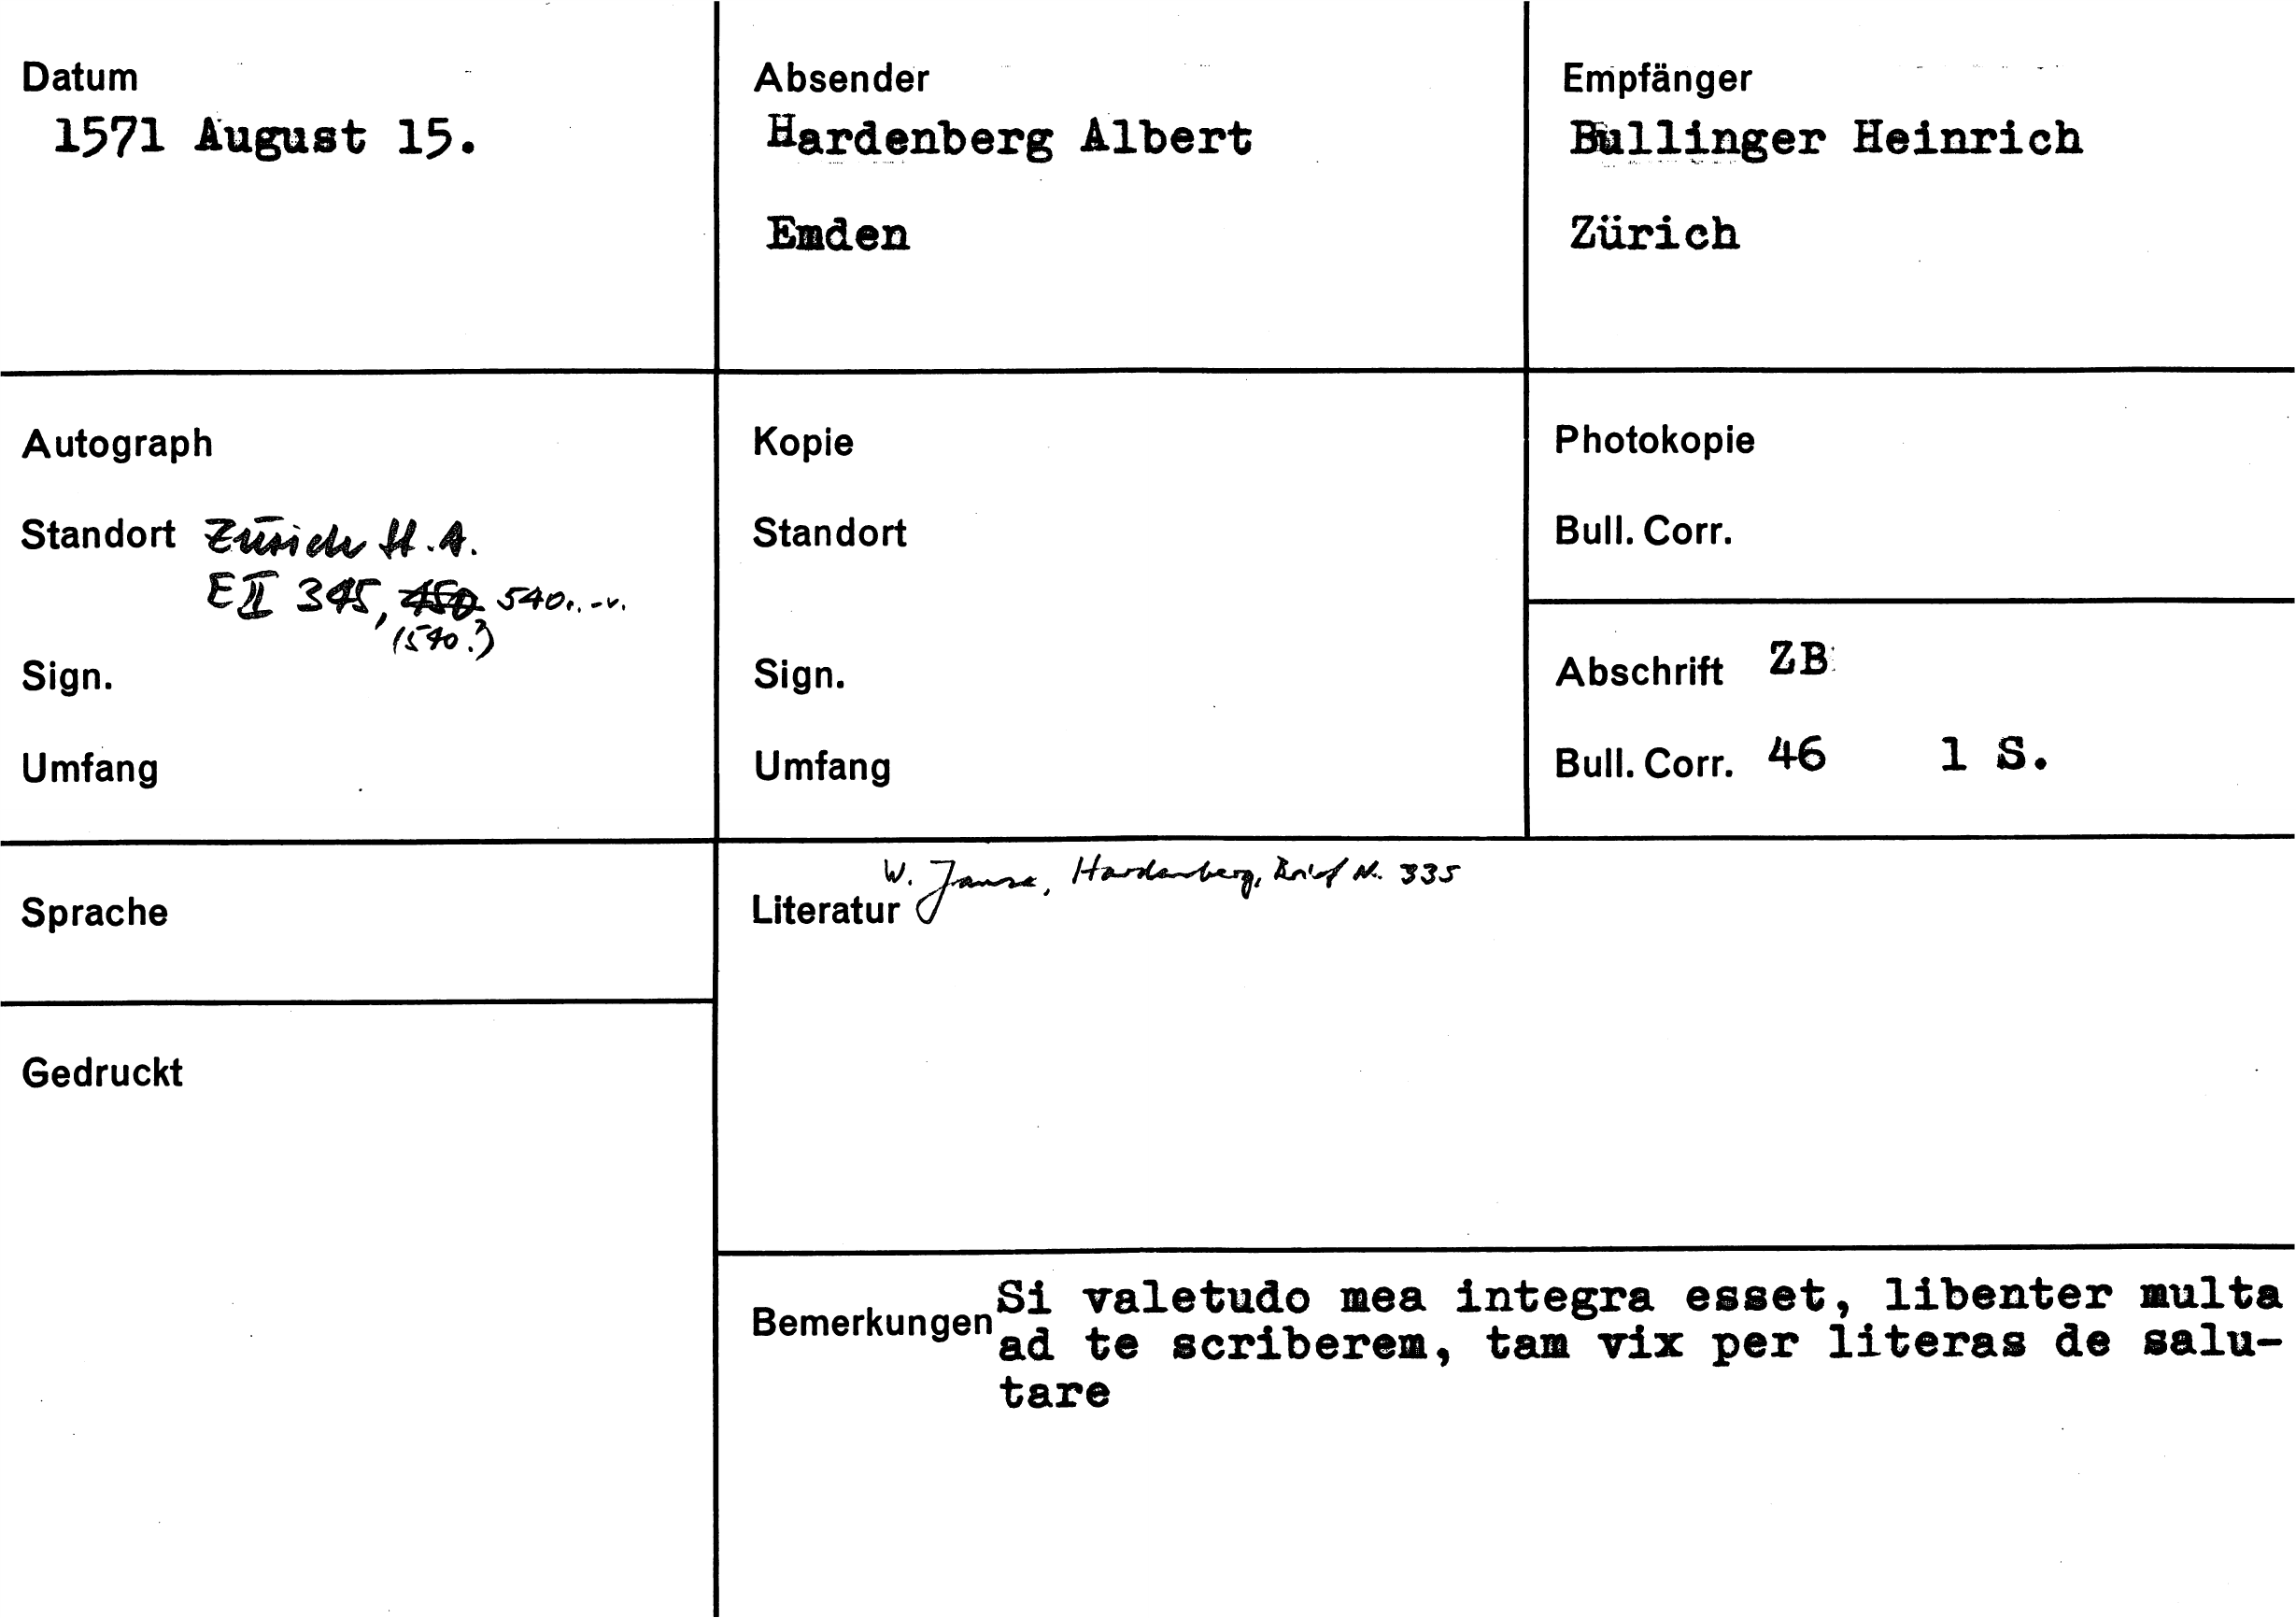 Datum
1571 August 15.
Absender
Hardenberg Albert
Emden
Empfänger
Bullinger Heinrich
Zürich
Autograph
Standort Zürich St.A.
E II 345, 450 540r.-v.
(540?)
Sign.
Umfang
Kopie
Standort
Sign.
Umfang
Photokopie
Bull. Corr.
Abschrift ZB
Bull. Corr. 46 1 S.
Sprache
Gedruckt
W. Janse, Hardenberg, Brief Nr. 335
Literatur
Bemerkungen Si valetudo mea integra esset, libenter multa
ad te scriberem, tam vix per literas de salu-
tare